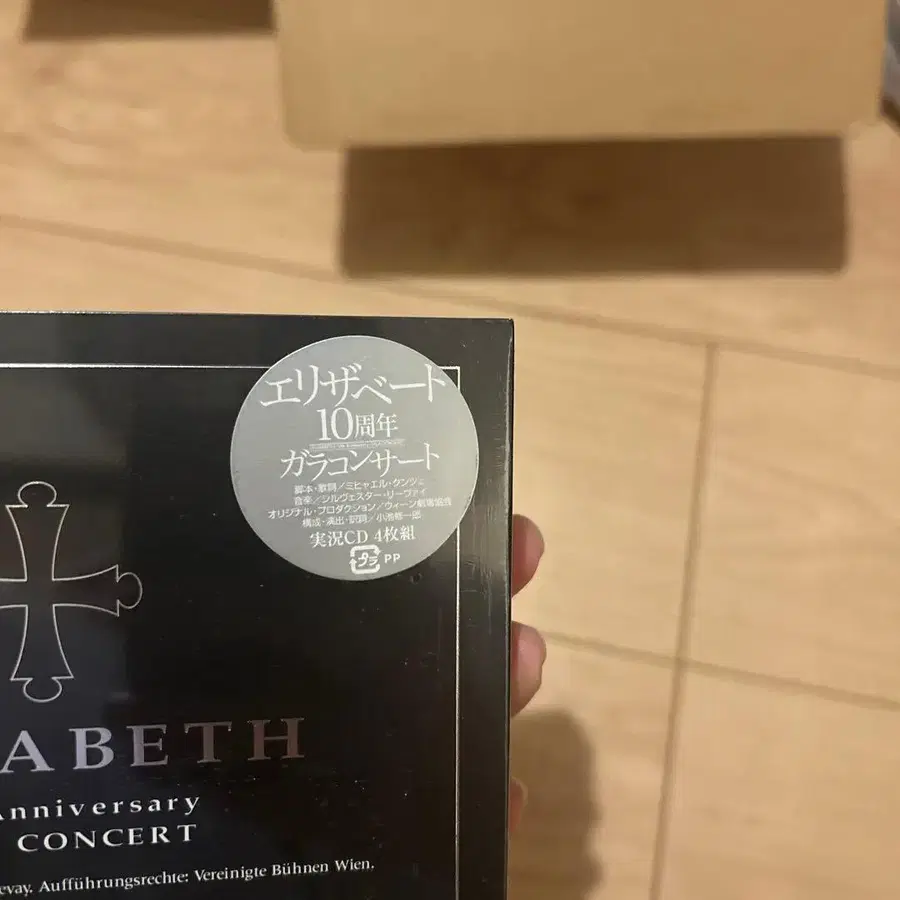 エリザベート
10周年
ガラコンサート
脚本・歌詞/ミヒャエル・クンツェ
音楽/シルヴェスター・リーヴァイ
オリジナル・プロダクション/ウィーン劇場協会
構成・演出・訳詞/小池修一郎
実況CD 4枚組
プラ PP
ABETH
Anniversary
CONCERT
evay. Aufführungsrechte: Vereinigte Bühnen Wien.